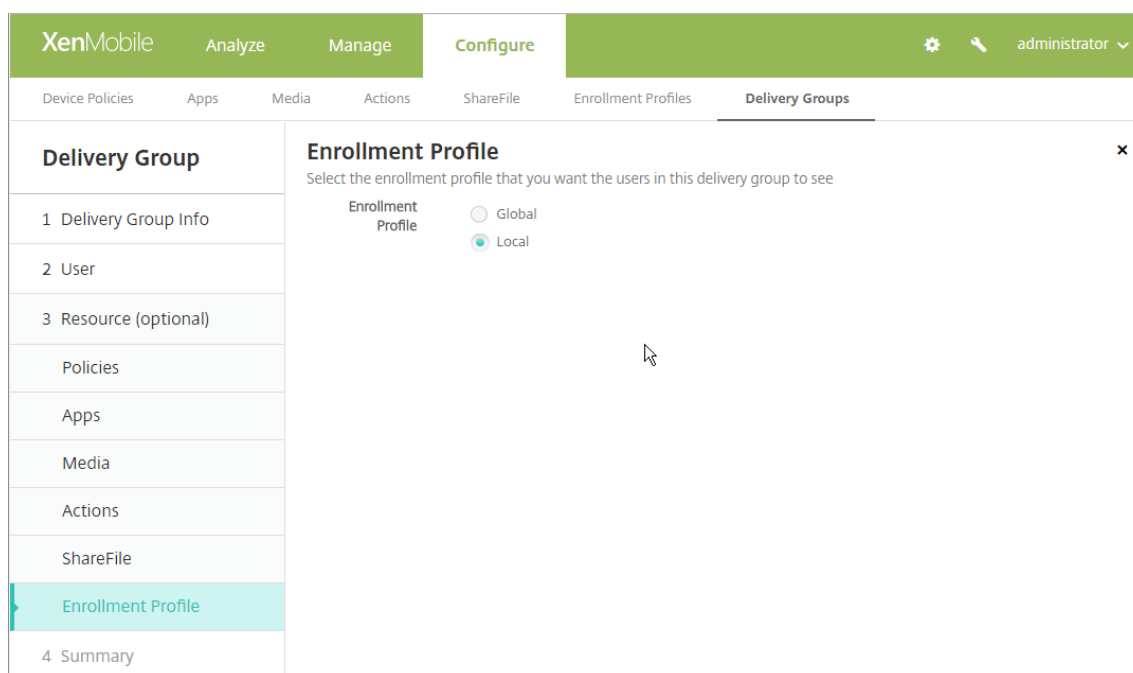 XenMobile Analyze Manage Configure administrator
Device Policies Apps Media Actions ShareFile Enrollment Profiles Delivery Groups
Delivery Group
1 Delivery Group Info
2 User
3 Resource (optional)
Policies
Apps
Media
Actions
ShareFile
Enrollment Profile
4 Summary
Enrollment Profile
Select the enrollment profile that you want the users in this delivery group to see
Enrollment
Profile
Global
Local